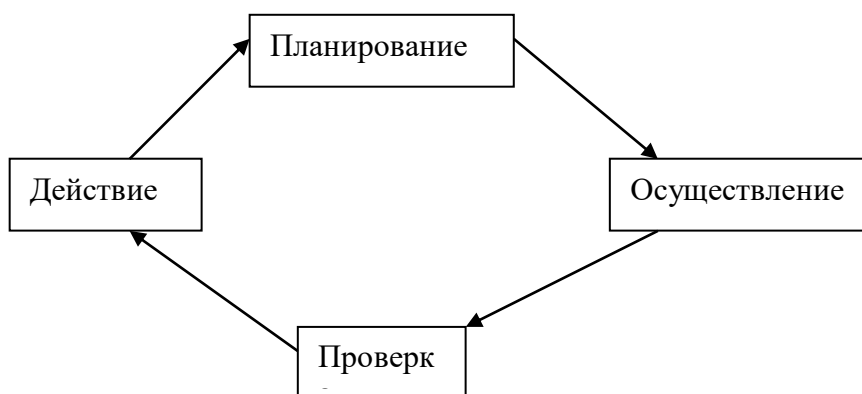 Планирование
Действие
Осуществление
Проверк